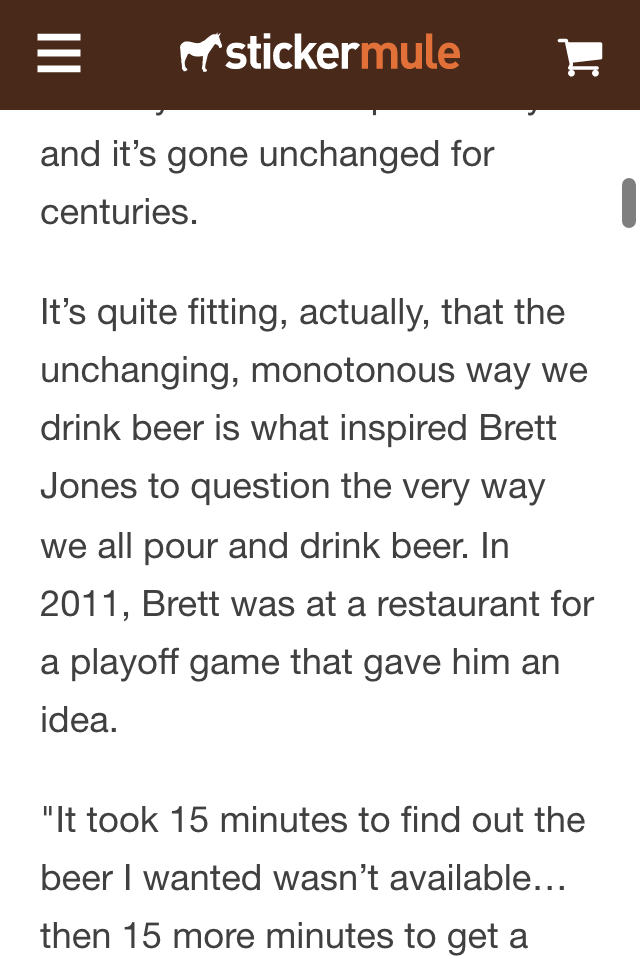 stickermule
and it’s gone unchanged for
centuries.
It’s quite fitting, actually, that the
unchanging, monotonous way we
drink beer is what inspired Brett
Jones to question the very way
we all pour and drink beer. In
2011, Brett was at a restaurant for
a playoff game that gave him an
idea.
"It took 15 minutes to find out the
beer I wanted wasn’t available…
then 15 more minutes to get a